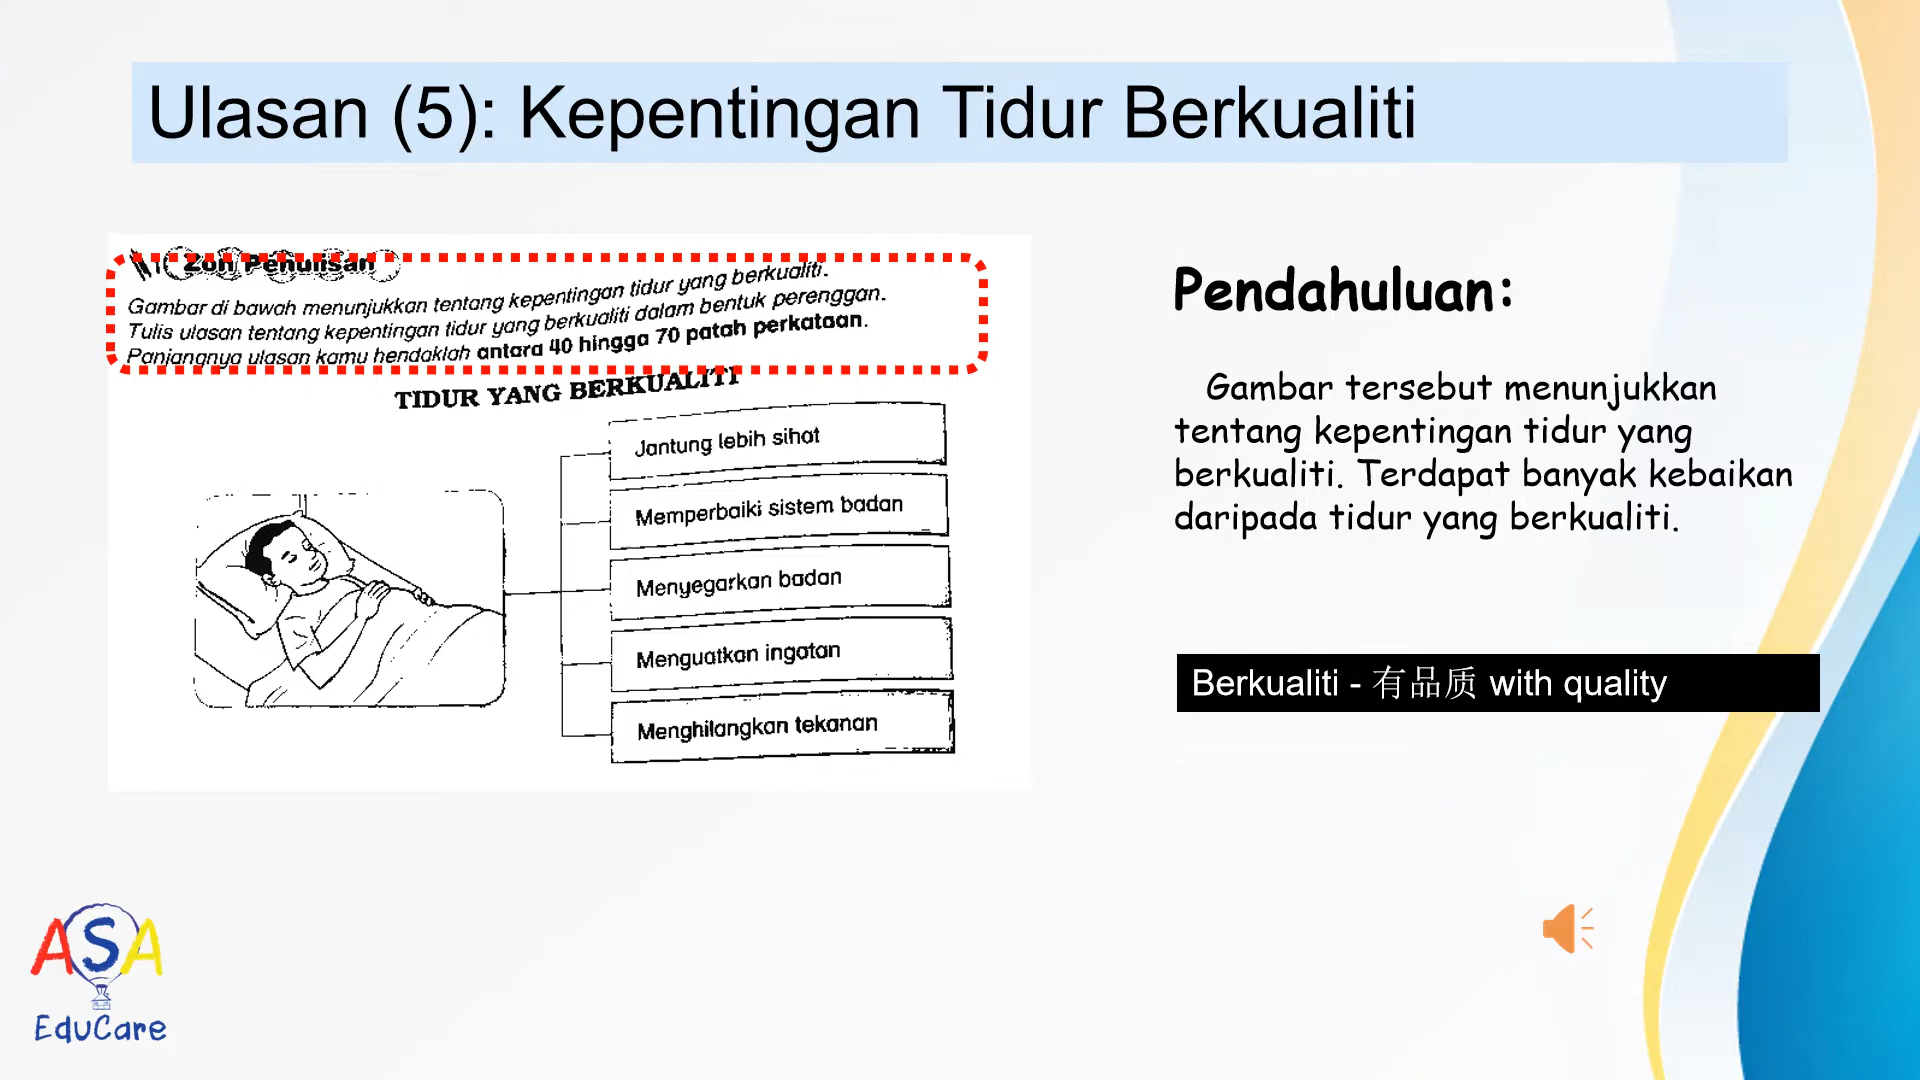 Ulasan (5): Kepentingan Tidur Berkualiti
Zon Penulisan
Gambar di bawah menunjukkan tentang kepentingan tidur yang berkualiti.
Tulis ulasan tentang kepentingan tidur yang berkualiti dalam bentuk perenggan.
Panjangnya ulasan kamu hendaklah antara 40 hingga 70 patah perkataan.
TIDUR YANG BERKUALITI
Jantung lebih sihat
Memperbaiki sistem badan
Menyegarkan badan
Menguatkan ingatan
Menghilangkan tekanan
Pendahuluan:
Gambar tersebut menunjukkan
tentang kepentingan tidur yang
berkualiti. Terdapat banyak kebaikan
daripada tidur yang berkualiti.
Berkualiti - 有品质 with quality
ASA
EduCare